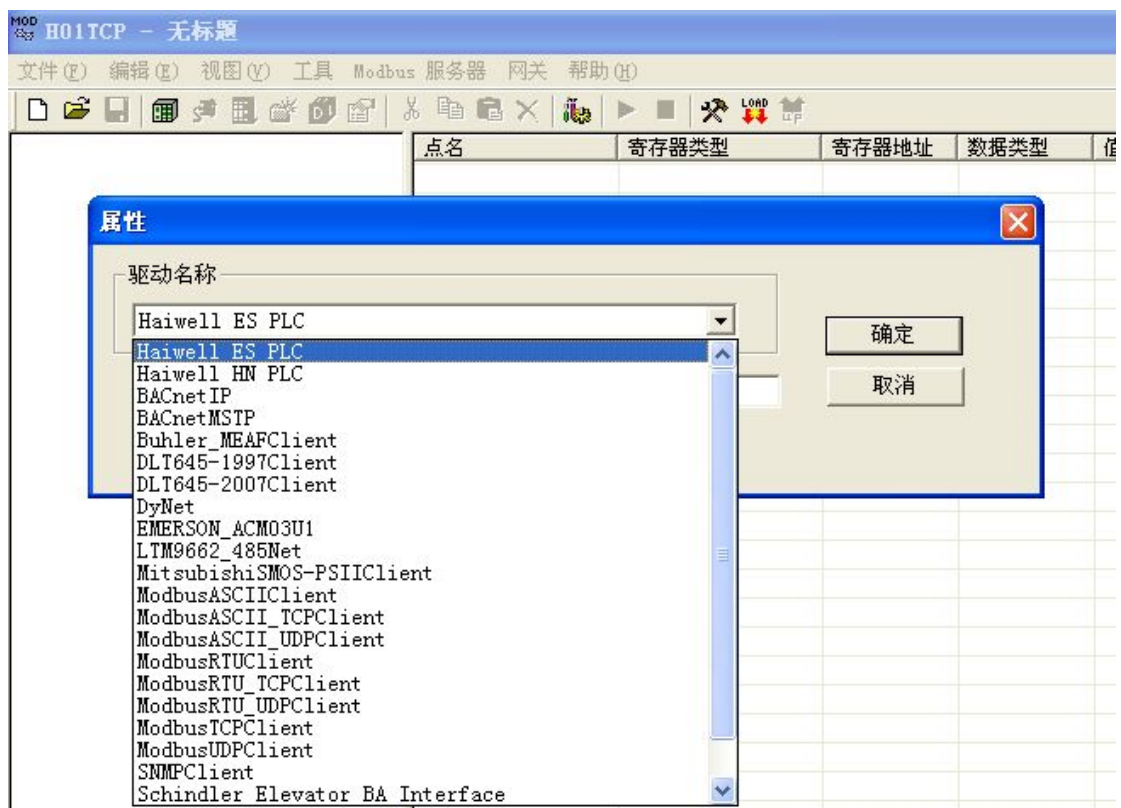 MOD
H01TCP - 无标题
文件(F) 编辑(E) 视图(V) 工具 Modbus 服务器 网关 帮助(H)
LOAD
UP
点名 寄存器类型 寄存器地址 数据类型 值
属性
驱动名称
Haiwell ES PLC
确定
Haiwell ES PLC
Haiwell HN PLC
取消
BACnetIP
BACnetMSTP
Buhler_MEAFClient
DLT645-1997Client
DLT645-2007Client
DyNet
EMERSON_ACM03U1
LTM9662_485Net
MitsubishiSMOS-PSIIClient
ModbusASCIIClient
ModbusASCII_TCPClient
ModbusASCII_UDPClient
ModbusRTUClient
ModbusRTU_TCPClient
ModbusRTU_UDPClient
ModbusTCPClient
ModbusUDPClient
SNMPClient
Schindler Elevator BA Interface